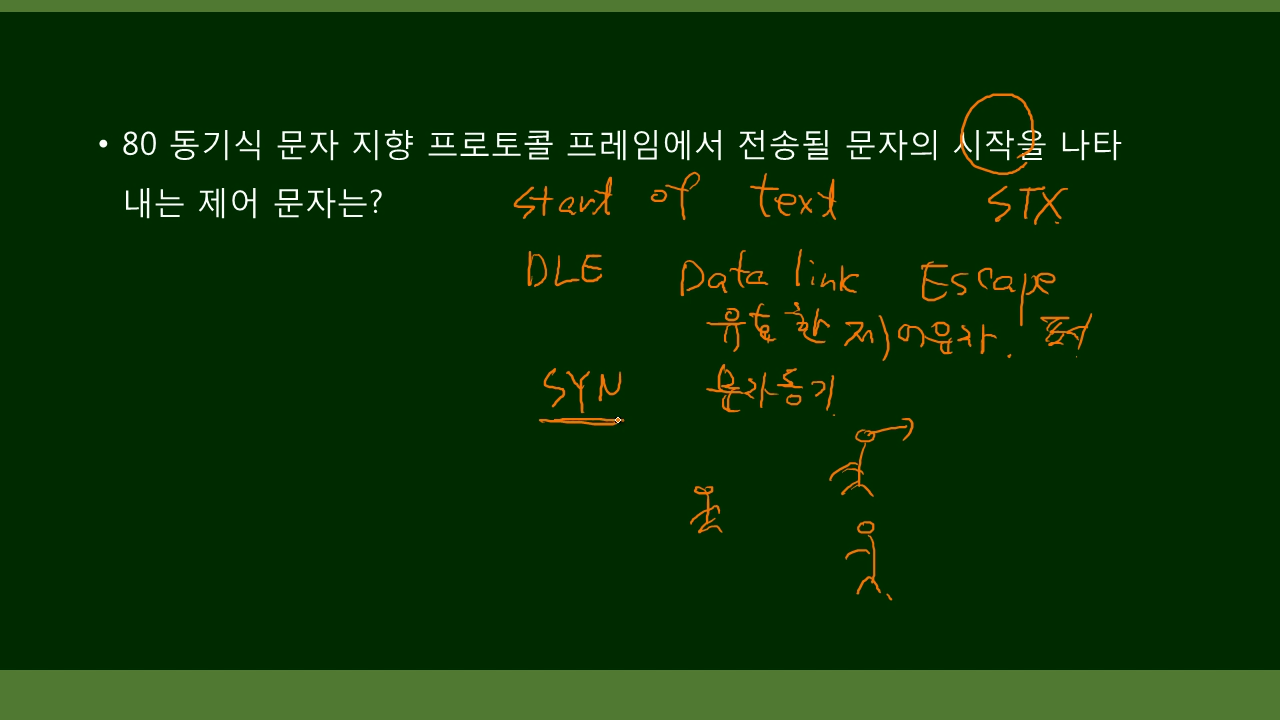 • 80 동기식 문자 지향 프로토콜 프레임에서 전송될 문자의 시작을 나타
내는 제어 문자는?
Start of text STX
DLE Data link Escape
유효한 제어문자. 표시
SYN 문자동기